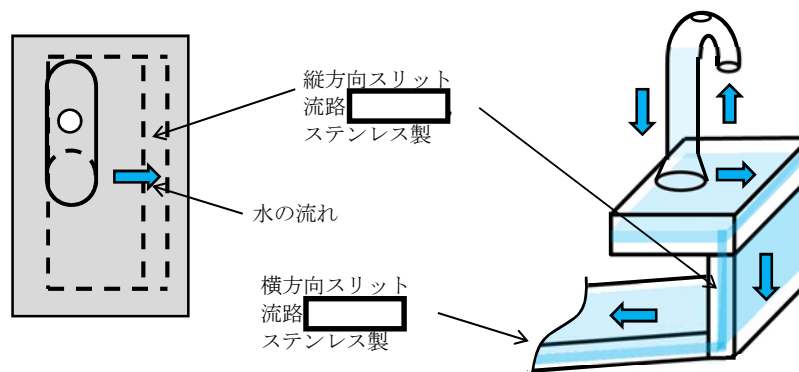 縦方向スリット
流路
ステンレス製
水の流れ
横方向スリット
流路
ステンレス製